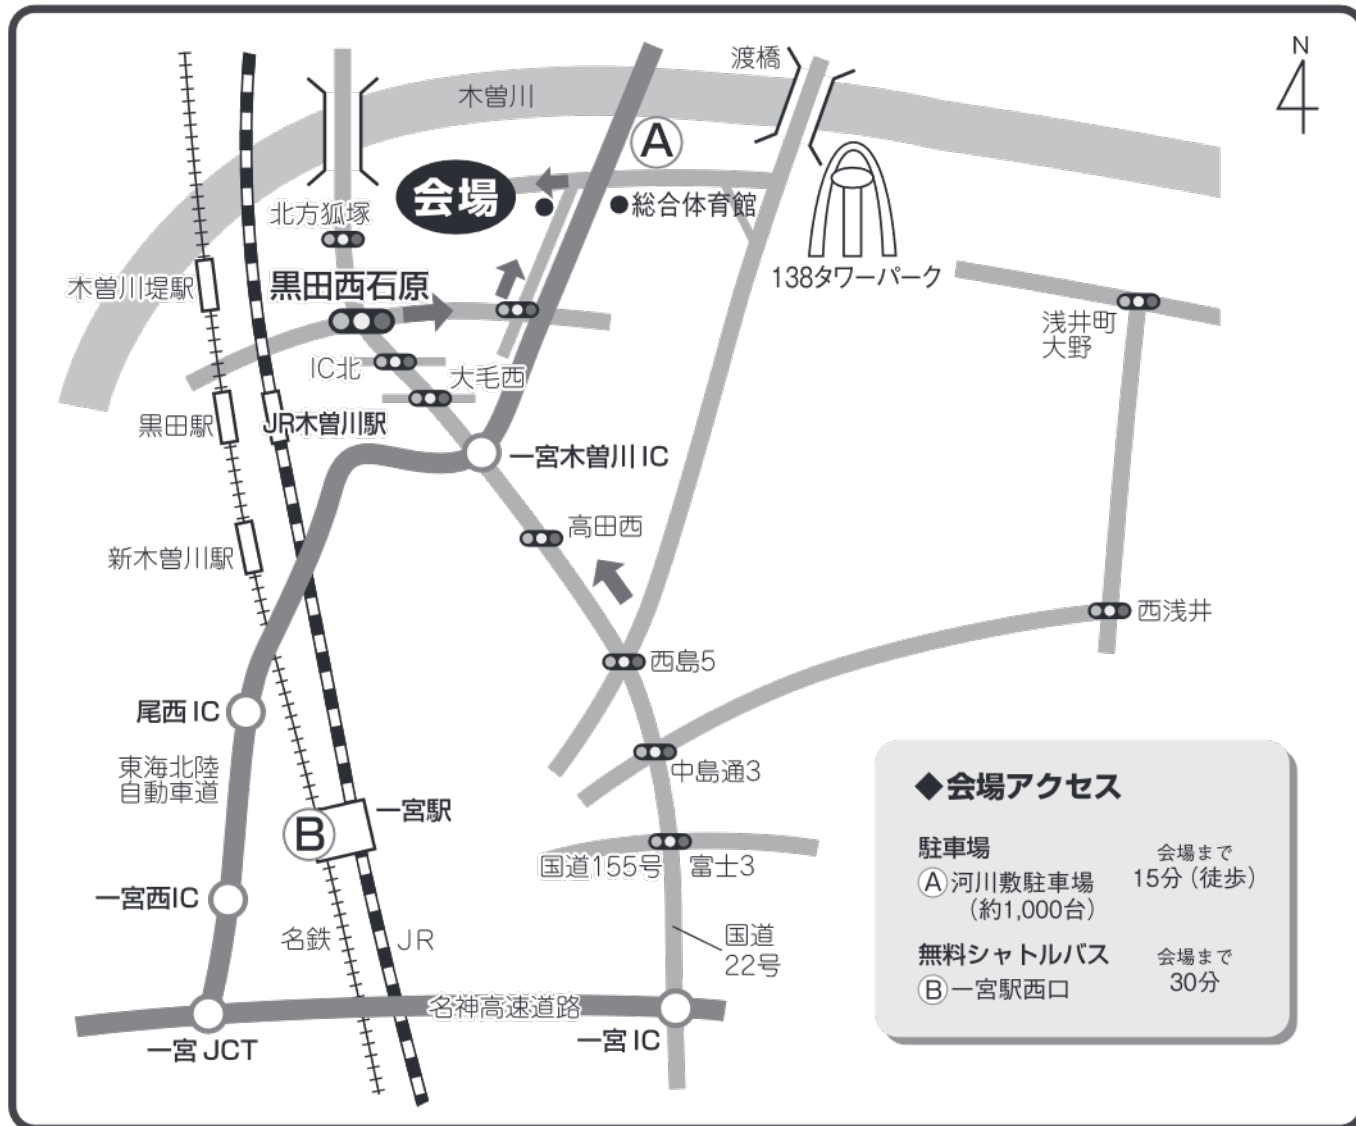 N
渡橋
木曽川
A
会場
総合体育館
北方狐塚
138タワーパーク
木曽川堤駅
黒田西石原
浅井町
大野
IC北
大毛西
黒田駅
JR木曽川駅
一宮木曽川IC
高田西
新木曽川駅
西浅井
西島5
尾西IC
中島通3
東海北陸
自動車道
一宮駅
B
国道155号
富士3
一宮西IC
名鉄
JR
国道
22号
名神高速道路
一宮IC
一宮JCT
◆会場アクセス
駐車場
会場まで
Ⓐ河川敷駐車場
15分(徒歩)
(約1,000台)
無料シャトルバス
会場まで
Ⓑ一宮駅西口
30分